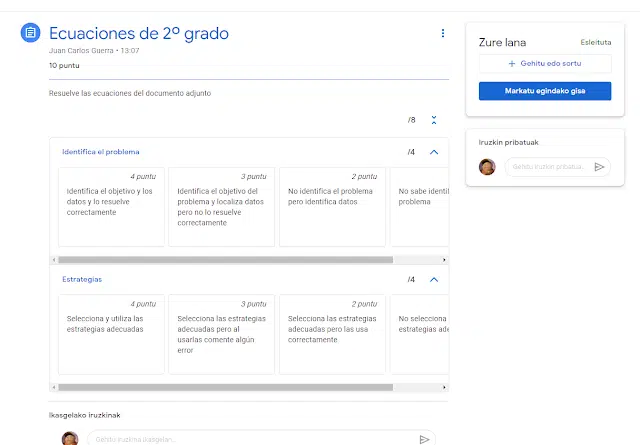 Ecuaciones de 2º grado
Juan Carlos Guerra • 13:07
10 puntu
Resuelve las ecuaciones del documento adjunto
/8
Identifica el problema
/4
4 puntu
Identifica el objetivo y los
datos y lo resuelve
correctamente
3 puntu
Identifica el objetivo del
problema y localiza datos
pero no lo resuelve
correctamente
2 puntu
No identifica el problema
pero identifica datos
No sabe identif
problema
Estrategias
/4
4 puntu
Selecciona y utiliza las
estrategias adecuadas
3 puntu
Selecciona las estrategias
adecuadas pero al
usarlas comente algún
error
2 puntu
Selecciona las estrategias
adecuadas pero las usa
correctamente
No selecciona
estrategias ade
Ikasgelako iruzkinak
Gehitu iruzkina ikasgelan...
Zure lana
Esleituta
+ Gehitu edo sortu
Markatu egindako gisa
Iruzkin pribatuak
Gehitu iruzkin pribatua...